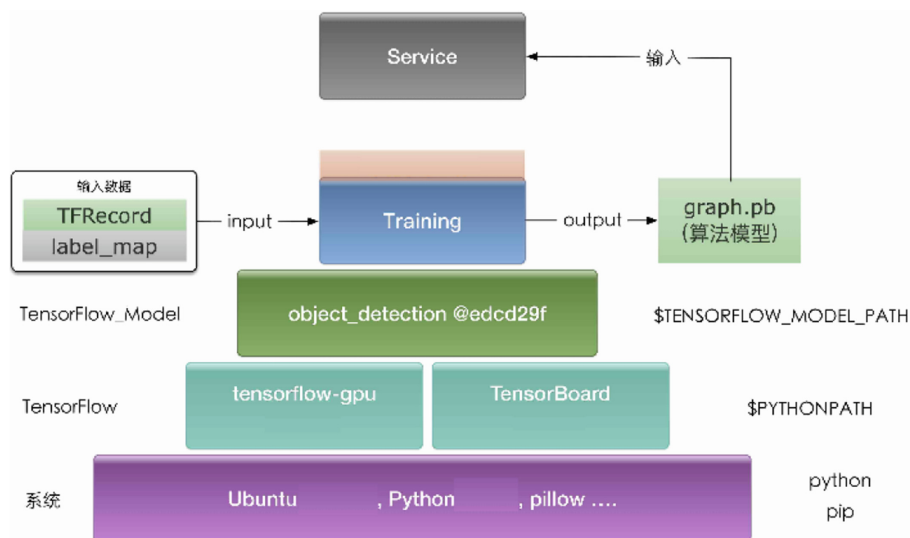 Service
输入
输入数据
TFRecord
label_map
input
Training
output
graph.pb
(算法模型)
TensorFlow_Model
object_detection @edcd29f
$TENSORFLOW_MODEL_PATH
TensorFlow
tensorflow-gpu
TensorBoard
$PYTHONPATH
系统
Ubuntu , Python , pillow ....
python
pip